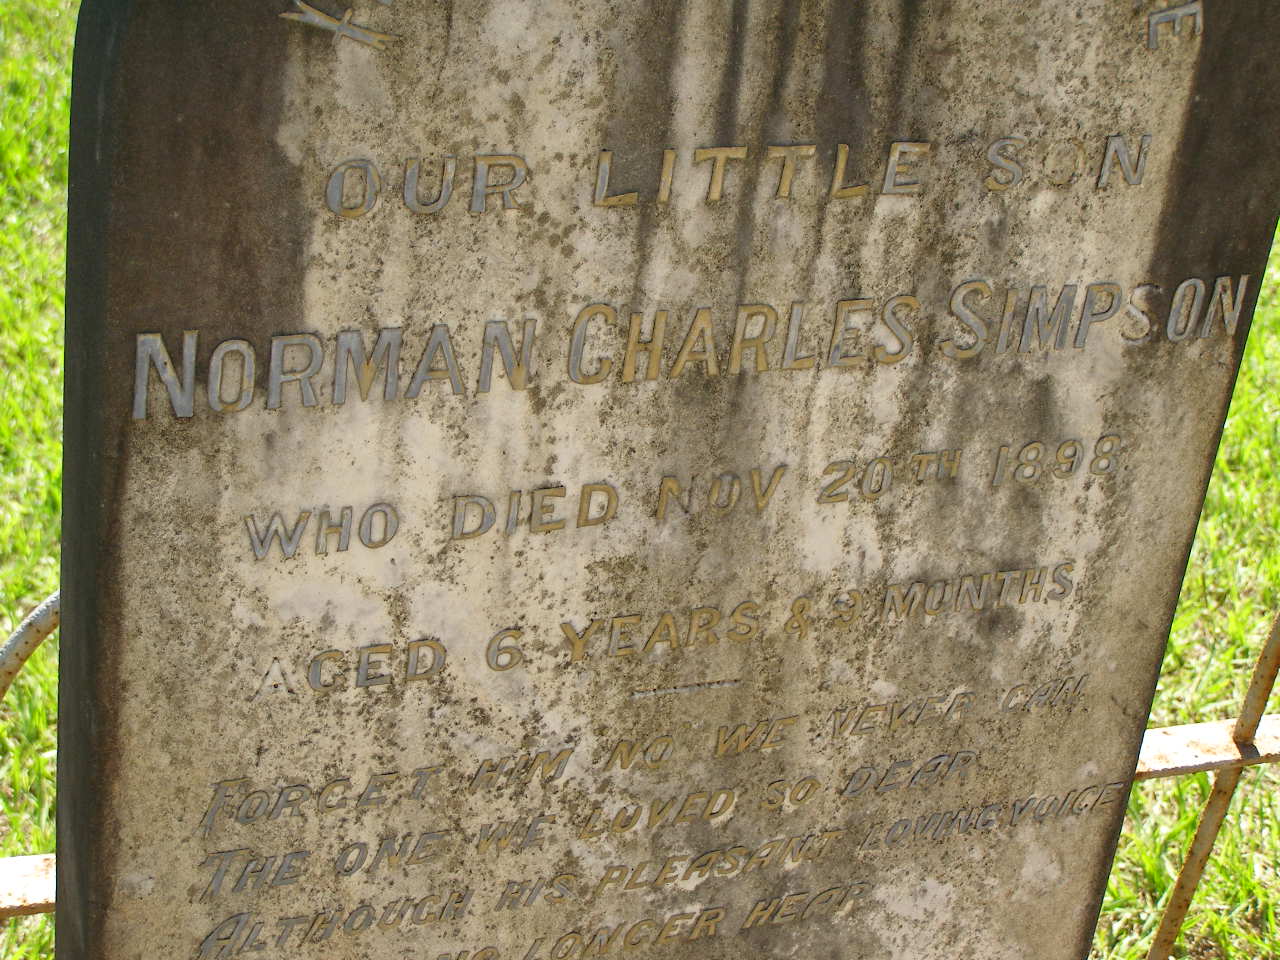 OUR LITTLE SON
NORMAN CHARLES SIMPSON
WHO DIED NOV 20TH 1898
AGED 6 YEARS & 9 MONTHS
FORGET HIM NO WE NEVER CAN
THE ONE WE LOVED SO DEAR
ALTHOUGH HIS PLEASANT LOVING VOICE
NO LONGER HEAR